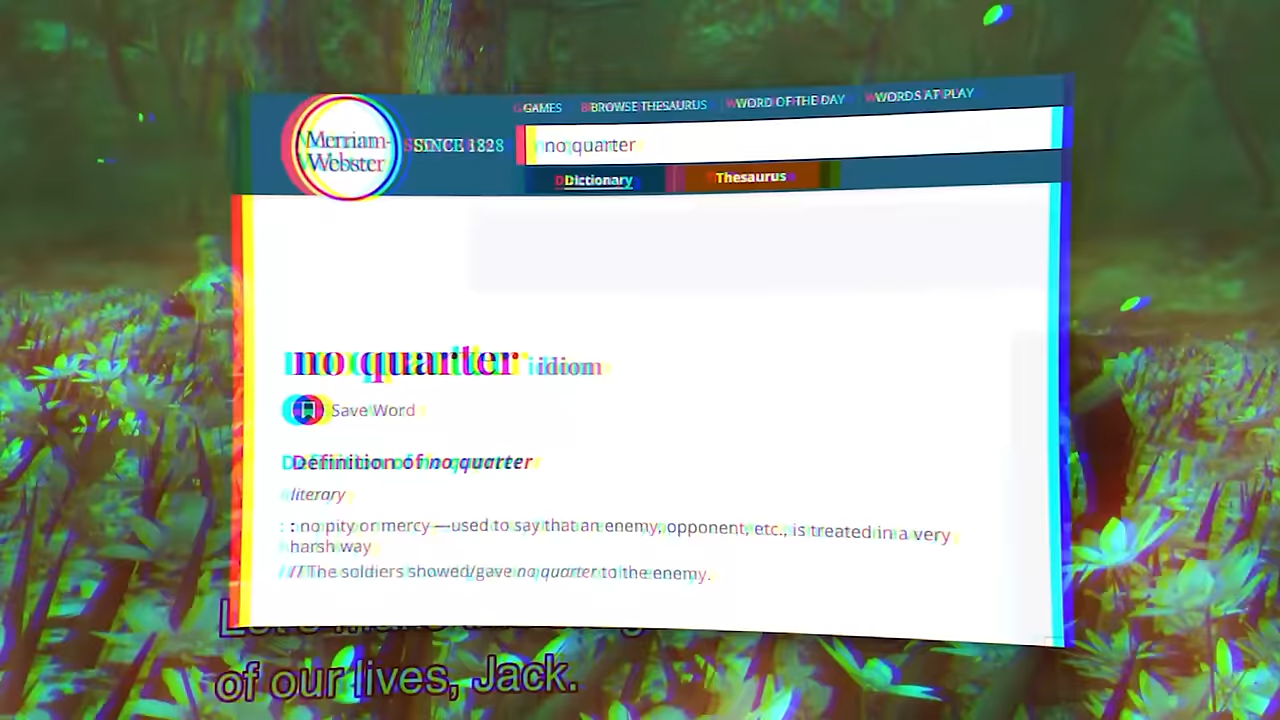 GAMES BROWSE THESAURUS WORD OF THE DAY WORDS AT PLAY
Merriam-
Webster
SINCE 1828
no quarter
Dictionary Thesaurus
no quarter idiom
Save Word
Definition of no quarter
literary
: no pity or mercy —used to say that an enemy, opponent, etc., is treated in a very
harsh way
// The soldiers showed/gave no quarter to the enemy.
of our lives, Jack.